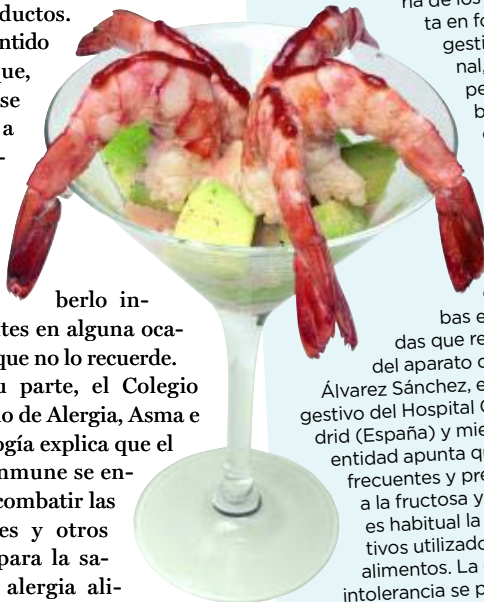 ductos.
ntido
que,
se
a
-
berlo in-
tes en alguna oca-
que no lo recuerde.
u parte, el Colegio
o de Alergia, Asma e
ogía explica que el
nmune se en-
combatir las
es y otros
para la sa-
alergia ali-
na de los
ta en fo
gesti
nal,
pe
b
bas e
das que re
del aparato d
Álvarez Sánchez, e
gestivo del Hospital C
drid (España) y mie
entidad apunta qu
frecuentes y pre
a la fructosa y
es habitual la
tivos utilizado
alimentos. La
intolerancia se p